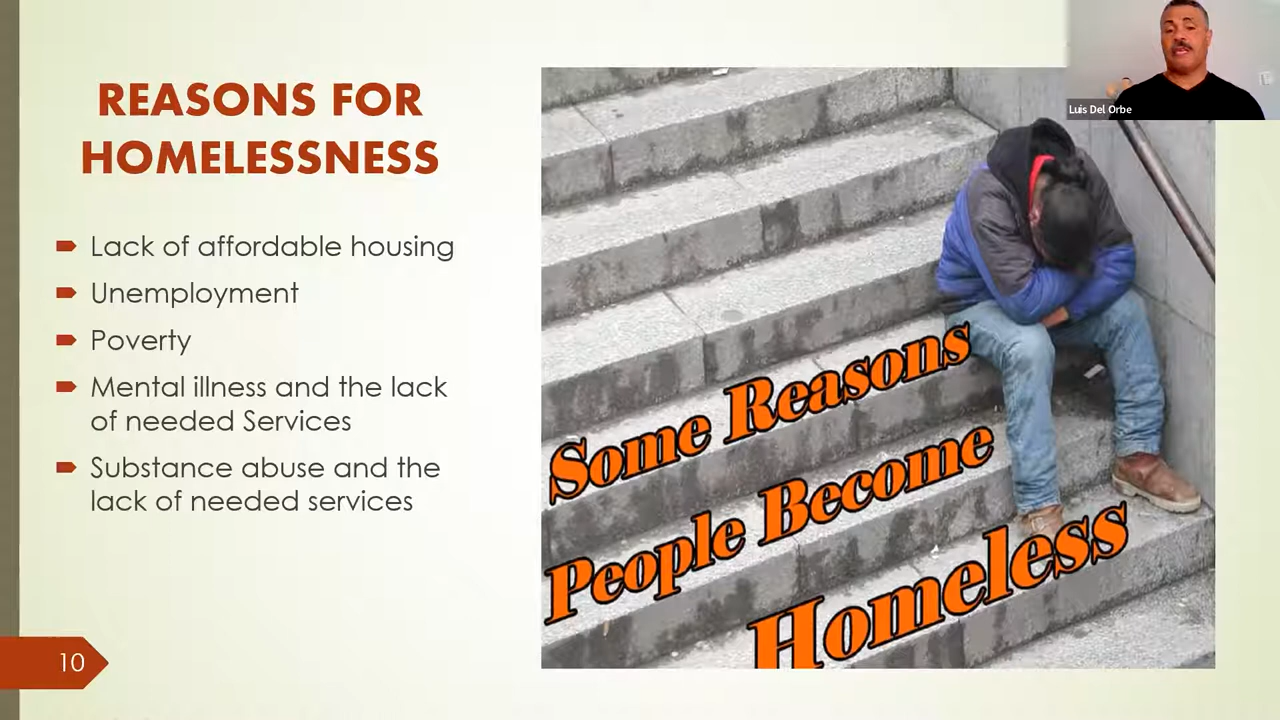 REASONS FOR
HOMELESSNESS
Lack of affordable housing
Unemployment
Poverty
Mental illness and the lack
of needed Services
Substance abuse and the
lack of needed services
10
Some Reasons
People Become
Homeless
Luis Del Orbe